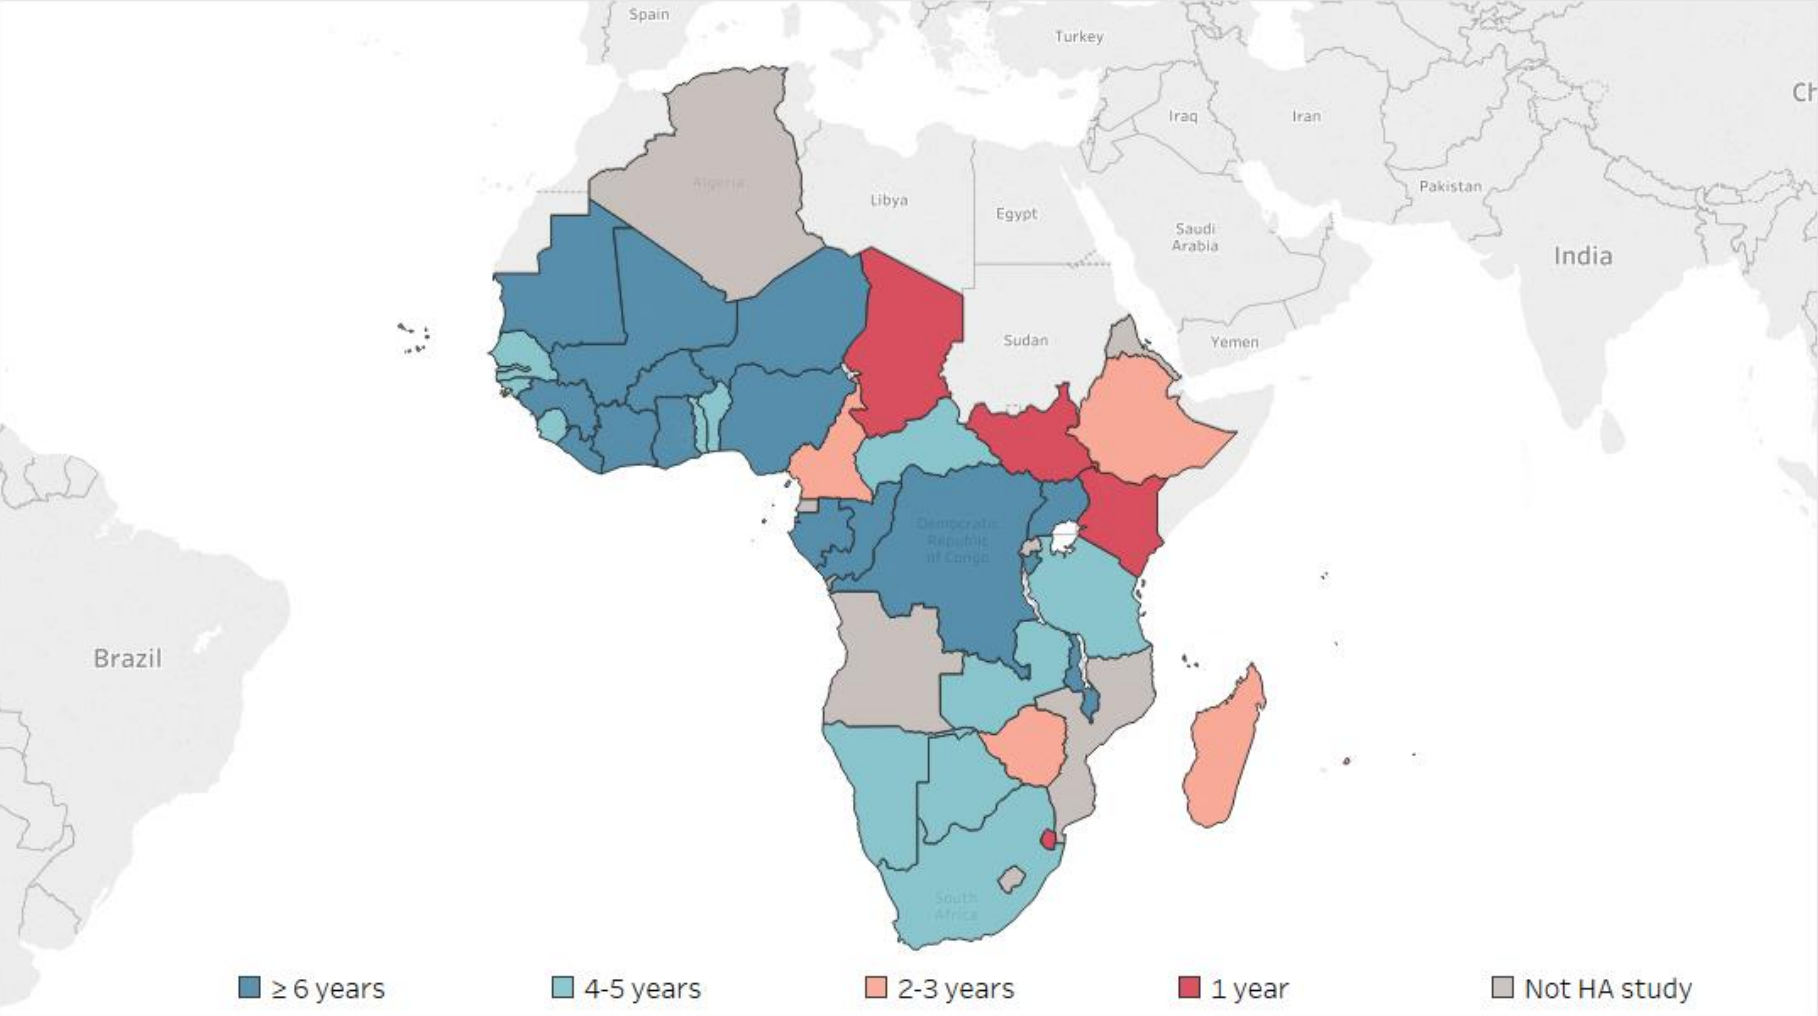 Spain
Turkey
Ch
Iraq
Iran
Algeria
Pakistan
Libya
Egypt
Saudi
Arabia
India
Sudan
Yemen
Democratic
Republic
of Congo
Brazil
South
Africa
≥ 6 years
4-5 years
2-3 years
1 year
Not HA study